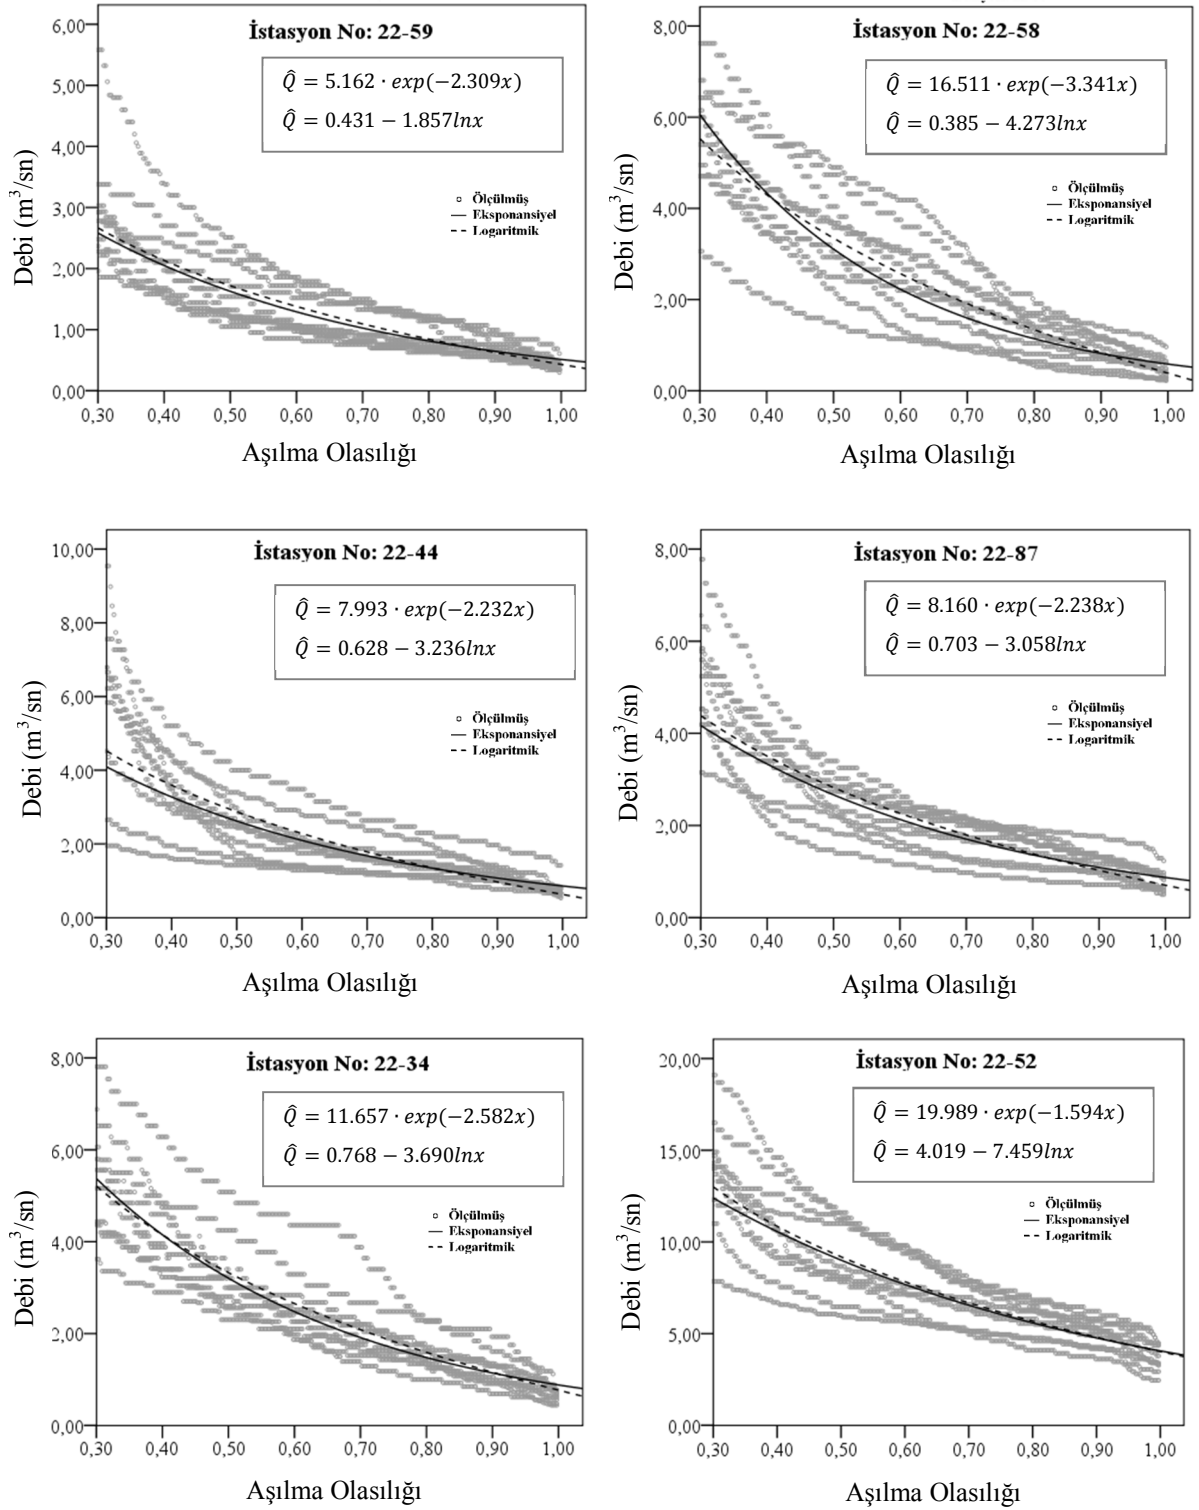 İstasyon No: 22-59
Q̂ = 5.162 · exp(−2.309x)
Q̂ = 0.431 − 1.857lnx
Ölçülmüş
Eksponansiyel
Logaritmik
Debi (m³/sn)
6,00
5,00
4,00
3,00
2,00
1,00
0,00
0,30 0,40 0,50 0,60 0,70 0,80 0,90 1,00
Aşılma Olasılığı
İstasyon No: 22-58
Q̂ = 16.511 · exp(−3.341x)
Q̂ = 0.385 − 4.273lnx
Ölçülmüş
Eksponansiyel
Logaritmik
Debi (m³/sn)
8,00
6,00
4,00
2,00
0,00
0,30 0,40 0,50 0,60 0,70 0,80 0,90 1,00
Aşılma Olasılığı
İstasyon No: 22-44
Q̂ = 7.993 · exp(−2.232x)
Q̂ = 0.628 − 3.236lnx
Ölçülmüş
Eksponansiyel
Logaritmik
Debi (m³/sn)
10,00
8,00
6,00
4,00
2,00
0,00
0,30 0,40 0,50 0,60 0,70 0,80 0,90 1,00
Aşılma Olasılığı
İstasyon No: 22-87
Q̂ = 8.160 · exp(−2.238x)
Q̂ = 0.703 − 3.058lnx
Ölçülmüş
Eksponansiyel
Logaritmik
Debi (m³/sn)
8,00
6,00
4,00
2,00
0,00
0,30 0,40 0,50 0,60 0,70 0,80 0,90 1,00
Aşılma Olasılığı
İstasyon No: 22-34
Q̂ = 11.657 · exp(−2.582x)
Q̂ = 0.768 − 3.690lnx
Ölçülmüş
Eksponansiyel
Logaritmik
Debi (m³/sn)
8,00
6,00
4,00
2,00
0,00
0,30 0,40 0,50 0,60 0,70 0,80 0,90 1,00
Aşılma Olasılığı
İstasyon No: 22-52
Q̂ = 19.989 · exp(−1.594x)
Q̂ = 4.019 − 7.459lnx
Ölçülmüş
Eksponansiyel
Logaritmik
Debi (m³/sn)
20,00
15,00
10,00
5,00
0,00
0,30 0,40 0,50 0,60 0,70 0,80 0,90 1,00
Aşılma Olasılığı